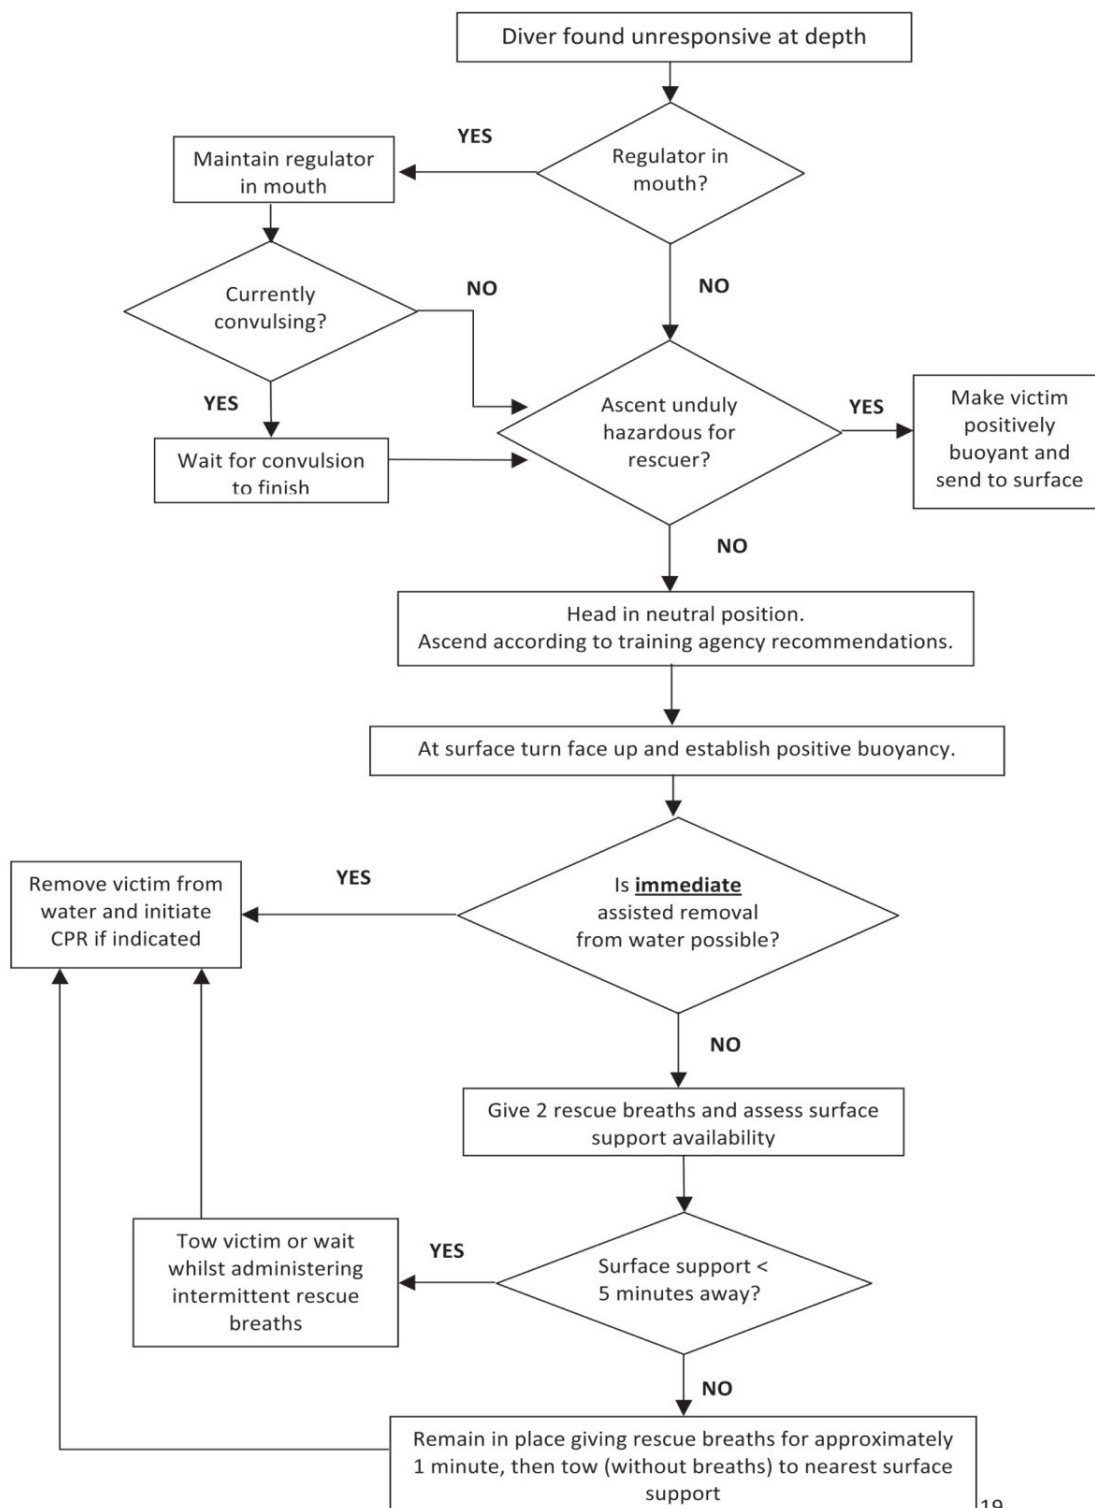 Diver found unresponsive at depth
YES
Regulator in
mouth?
Maintain regulator
in mouth
NO
Currently
convulsing?
NO
YES
Wait for convulsion
to finish
Ascent unduly
hazardous for
rescuer?
YES
Make victim
positively
buoyant and
send to surface
NO
Head in neutral position.
Ascend according to training agency recommendations.
At surface turn face up and establish positive buoyancy.
Is immediate
assisted removal
from water possible?
YES
Remove victim from
water and initiate
CPR if indicated
NO
Give 2 rescue breaths and assess surface
support availability
Surface support <
5 minutes away?
YES
Tow victim or wait
whilst administering
intermittent rescue
breaths
NO
Remain in place giving rescue breaths for approximately
1 minute, then tow (without breaths) to nearest surface
support
19